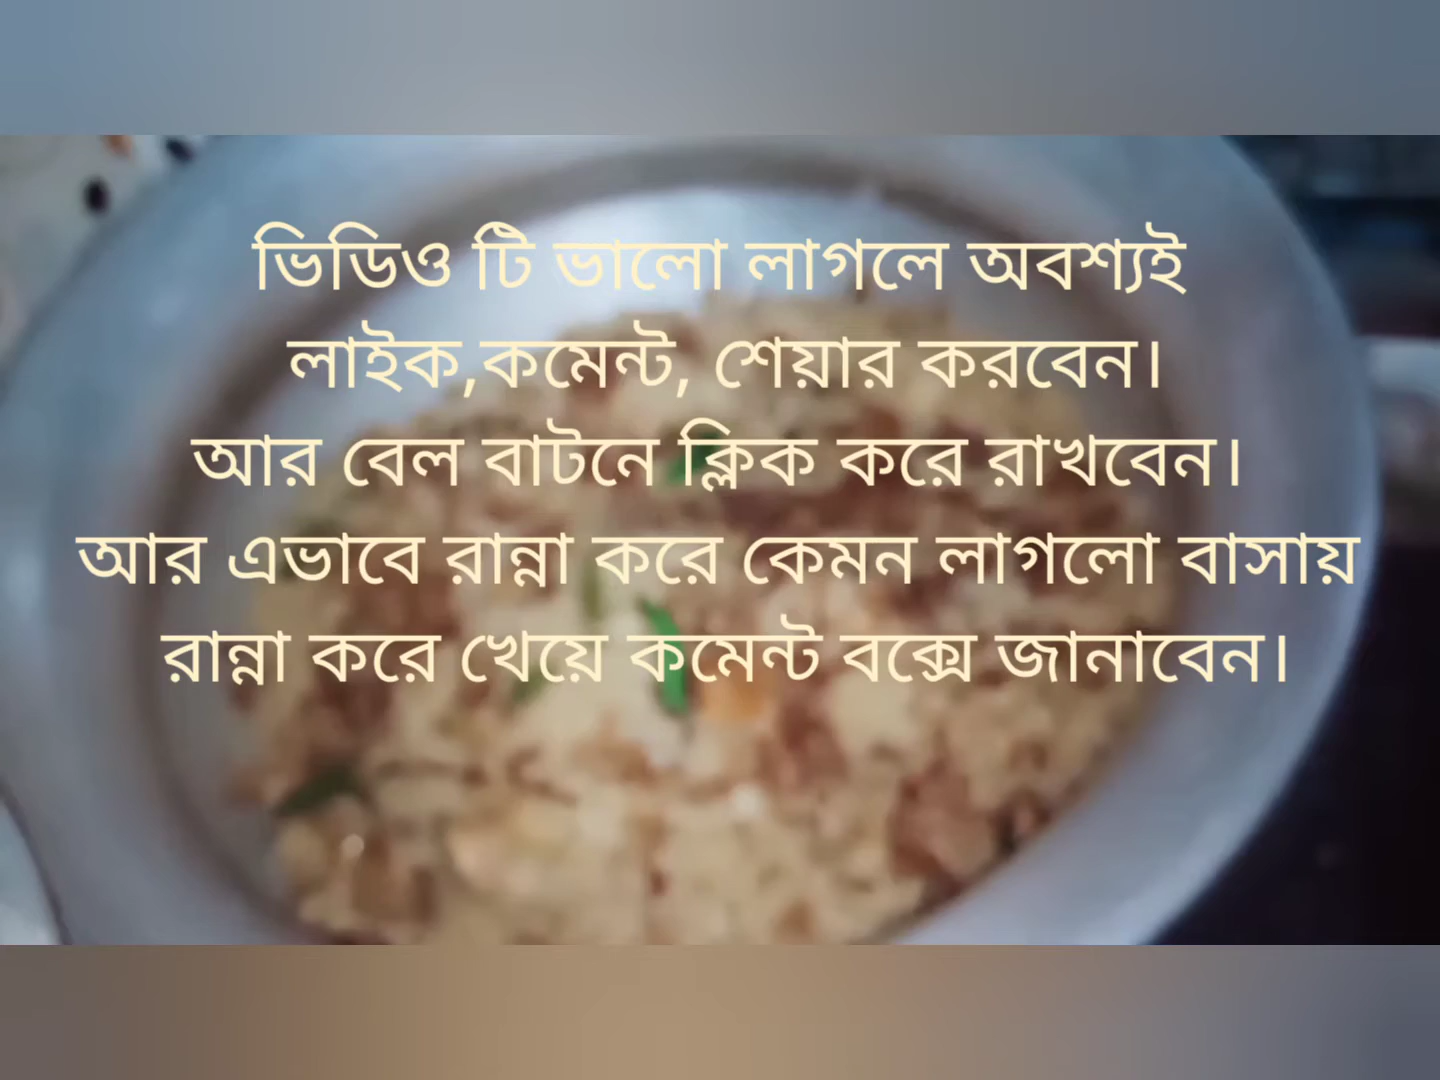 ভিডিও টি ভালো লাগলে অবশ্যই
লাইক,কমেন্ট, শেয়ার করবেন।
আর বেল বাটনে ক্লিক করে রাখবেন।
আর এভাবে রান্না করে কেমন লাগলো বাসায়
রান্না করে খেয়ে কমেন্ট বক্সে জানাবেন।